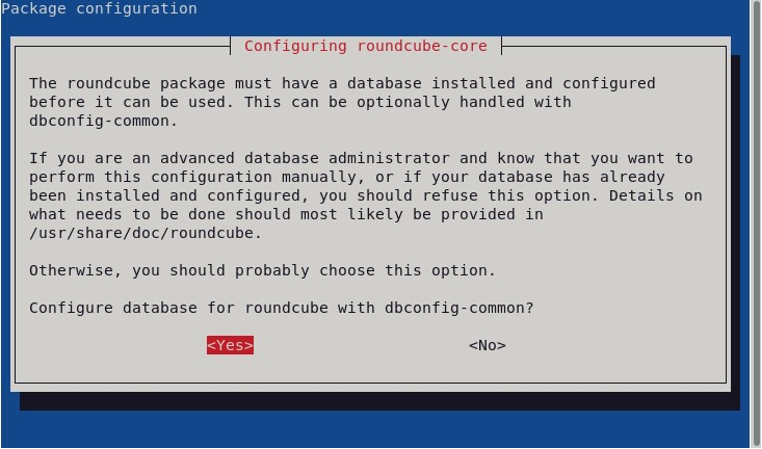 Package configuration
Configuring roundcube-core
The roundcube package must have a database installed and configured
before it can be used. This can be optionally handled with
dbconfig-common.
If you are an advanced database administrator and know that you want to
perform this configuration manually, or if your database has already
been installed and configured, you should refuse this option. Details on
what needs to be done should most likely be provided in
/usr/share/doc/roundcube.
Otherwise, you should probably choose this option.
Configure database for roundcube with dbconfig-common?
<Yes> <No>